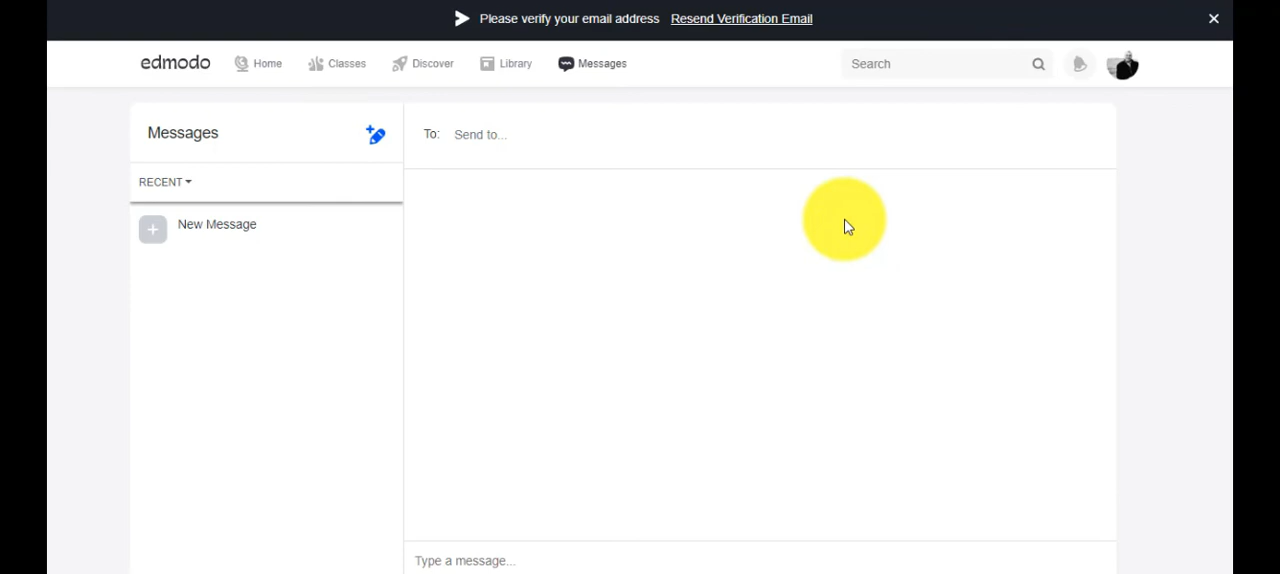 Please verify your email address Resend Verification Email
edmodo Home Classes Discover Library Messages Search
Messages
To: Send to...
RECENT
New Message
Type a message...